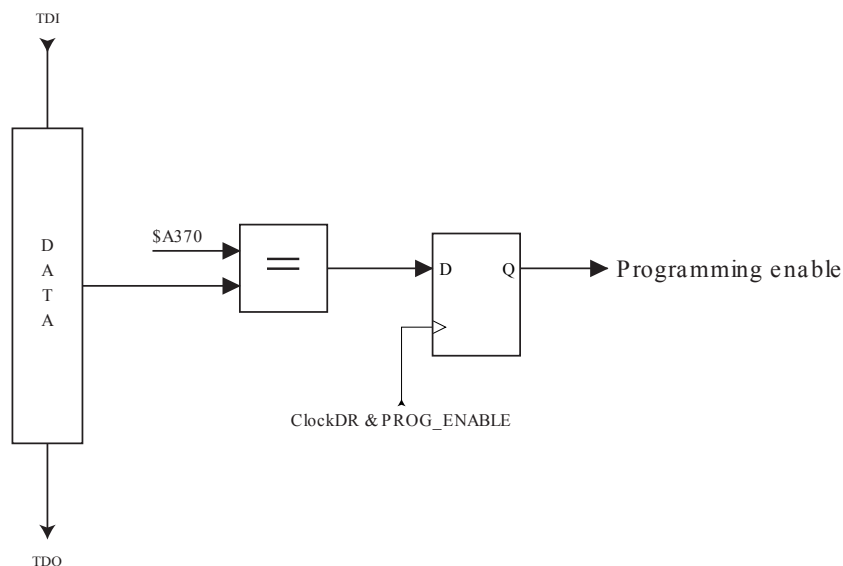 TDI
D
A
T
A
$A370
=
D Q
Programming enable
ClockDR & PROG_ENABLE
TDO